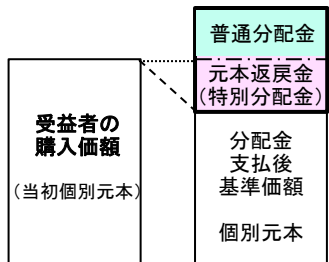 普通分配金
元本返戻金
(特別分配金)
受益者の
購入価額
(当初個別元本)
分配金
支払後
基準価額
個別元本